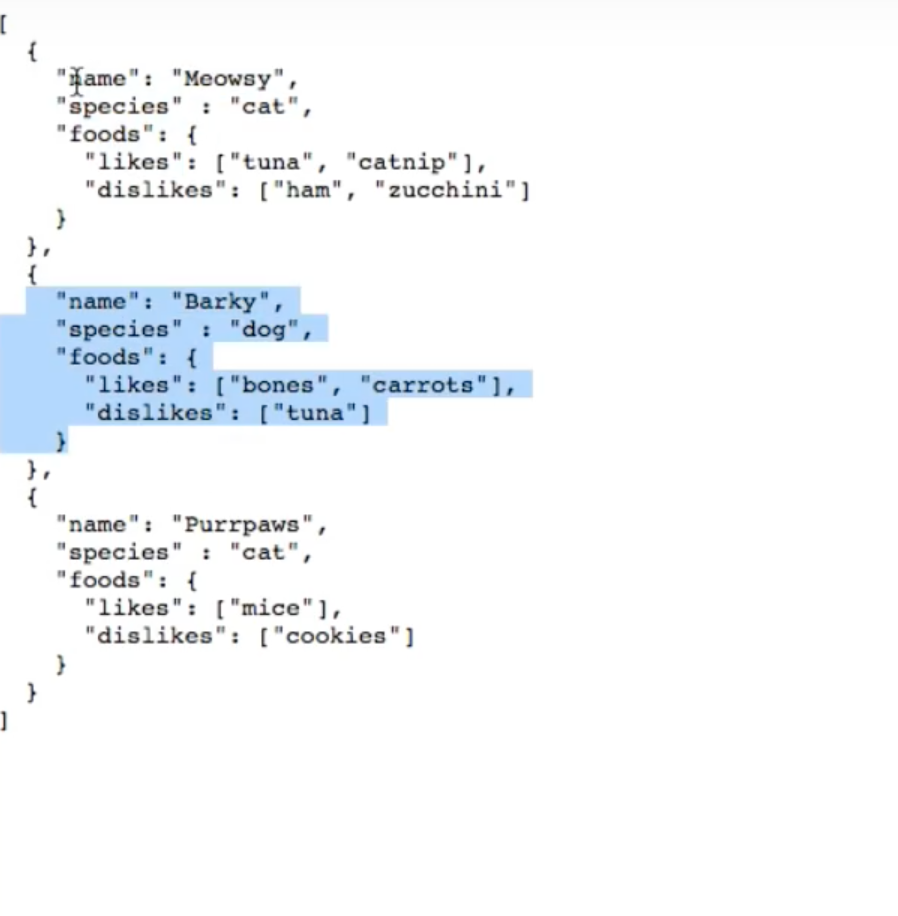 [
  {
    "name": "Meowsy",
    "species" : "cat",
    "foods": {
      "likes": ["tuna", "catnip"],
      "dislikes": ["ham", "zucchini"]
    }
  },
  {
    "name": "Barky",
    "species" : "dog",
    "foods": {
      "likes": ["bones", "carrots"],
      "dislikes": ["tuna"]
    }
  },
  {
    "name": "Purrpaws",
    "species" : "cat",
    "foods": {
      "likes": ["mice"],
      "dislikes": ["cookies"]
    }
  }
]